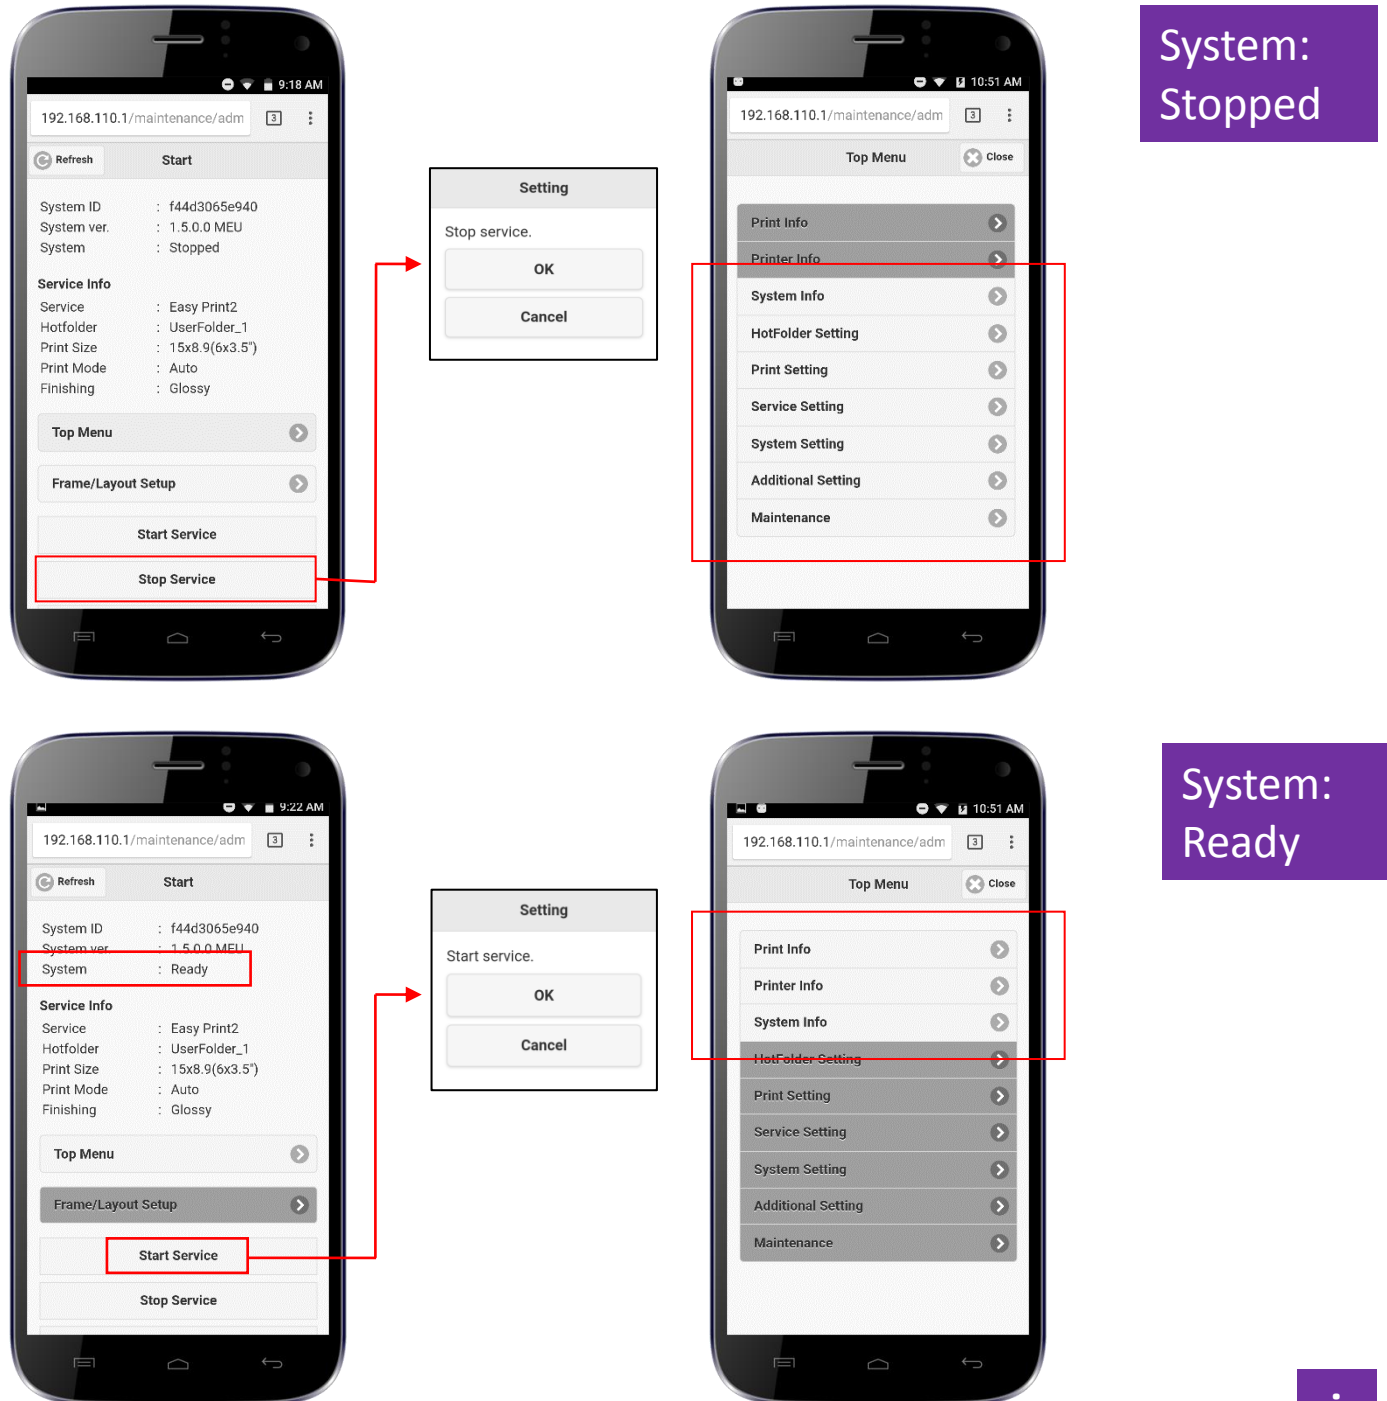 9:18 AM
192.168.110.1/maintenance/adm 3
Refresh Start
System ID : f44d3065e940
System ver. : 1.5.0.0 MEU
System : Stopped
Service Info
Service : Easy Print2
Hotfolder : UserFolder_1
Print Size : 15x8.9(6x3.5")
Print Mode : Auto
Finishing : Glossy
Top Menu
Frame/Layout Setup
Start Service
Stop Service
Setting
Stop service.
OK
Cancel
10:51 AM
192.168.110.1/maintenance/adm 3
Top Menu Close
Print Info
Printer Info
System Info
HotFolder Setting
Print Setting
Service Setting
System Setting
Additional Setting
Maintenance
System:
Stopped
9:22 AM
192.168.110.1/maintenance/adm 3
Refresh Start
System ID : f44d3065e940
System ver. : 1.5.0.0 MEU
System : Ready
Service Info
Service : Easy Print2
Hotfolder : UserFolder_1
Print Size : 15x8.9(6x3.5")
Print Mode : Auto
Finishing : Glossy
Top Menu
Frame/Layout Setup
Start Service
Stop Service
Setting
Start service.
OK
Cancel
10:51 AM
192.168.110.1/maintenance/adm 3
Top Menu Close
Print Info
Printer Info
System Info
HotFolder Setting
Print Setting
Service Setting
System Setting
Additional Setting
Maintenance
System:
Ready